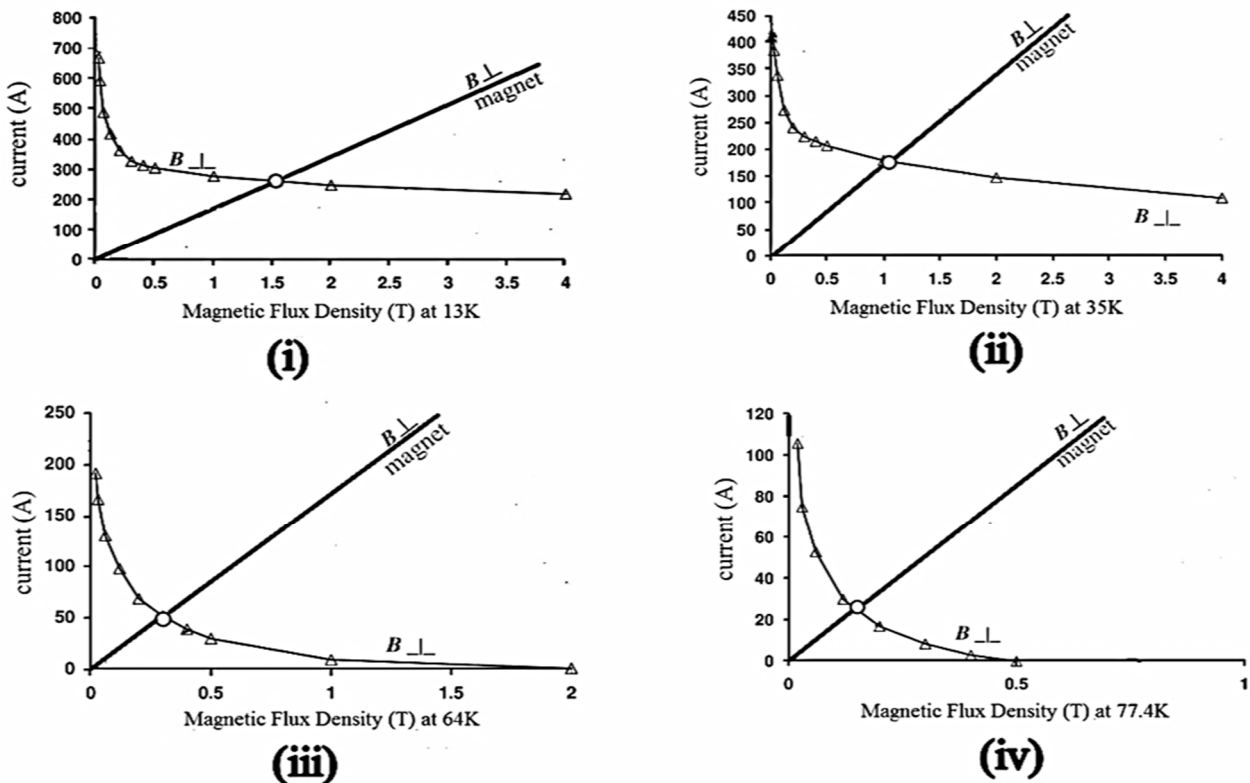 800
700
600
500
400
300
200
100
0
current (A)
B ⊥
magnet
B _|_
0 0.5 1 1.5 2 2.5 3 3.5 4
Magnetic Flux Density (T) at 13K
(i)
450
400
350
300
250
200
150
100
50
0
current (A)
B ⊥
magnet
B _|_
0 0.5 1 1.5 2 2.5 3 3.5 4
Magnetic Flux Density (T) at 35K
(ii)
250
200
150
100
50
0
current (A)
B ⊥
magnet
B _|_
0 0.5 1 1.5 2
Magnetic Flux Density (T) at 64K
(iii)
120
100
80
60
40
20
0
current (A)
B ⊥
magnet
B _|_
0 0.5 1
Magnetic Flux Density (T) at 77.4K
(iv)